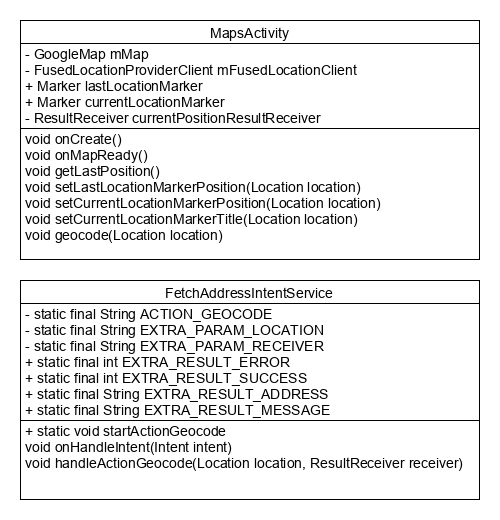 MapsActivity
- GoogleMap mMap
- FusedLocationProviderClient mFusedLocationClient
+ Marker lastLocationMarker
+ Marker currentLocationMarker
- ResultReceiver currentPositionResultReceiver
void onCreate()
void onMapReady()
void getLastPosition()
void setLastLocationMarkerPosition(Location location)
void setCurrentLocationMarkerPosition(Location location)
void setCurrentLocationMarkerTitle(Location location)
void geocode(Location location)
FetchAddressIntentService
- static final String ACTION_GEOCODE
- static final String EXTRA_PARAM_LOCATION
- static final String EXTRA_PARAM_RECEIVER
+ static final int EXTRA_RESULT_ERROR
+ static final int EXTRA_RESULT_SUCCESS
+ static final String EXTRA_RESULT_ADDRESS
+ static final String EXTRA_RESULT_MESSAGE
+ static void startActionGeocode
void onHandleIntent(Intent intent)
void handleActionGeocode(Location location, ResultReceiver receiver)